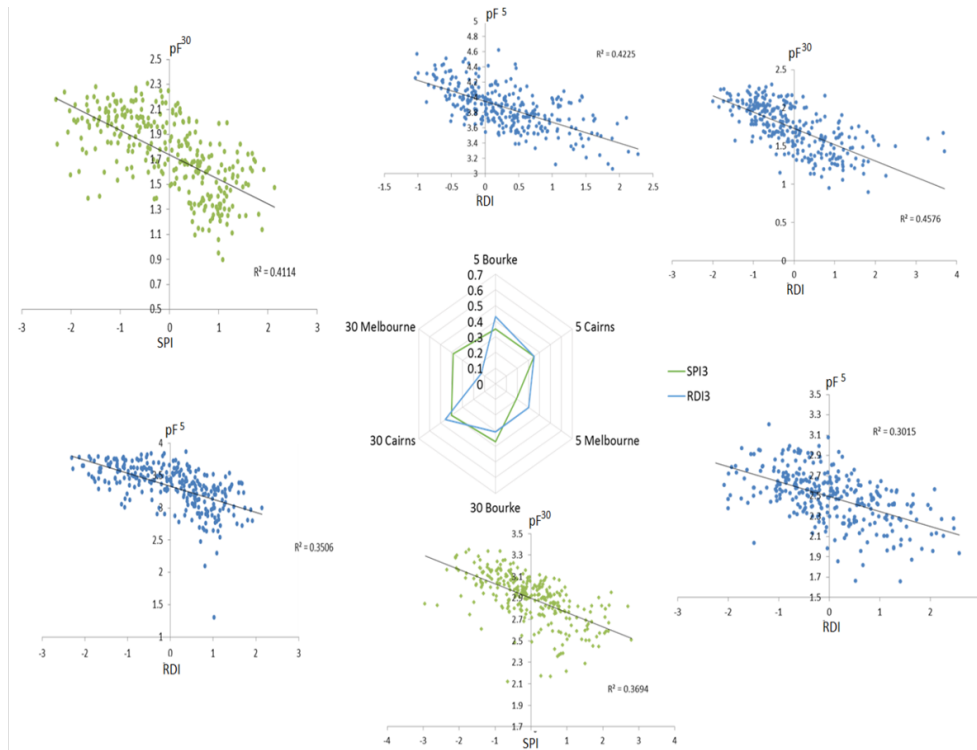 pF³⁰
2.5
2.3
2.1
1.9
1.7
1.5
1.3
1.1
0.9
0.7
0.5
-3 -2 -1 0 1 2 3
SPI
R² = 0.4114
pF ⁵
5
4.8
4.6
4.4
4.2
4
3.8
3.6
3.4
3.2
3
-1.5 -1 -0.5 0 0.5 1 1.5 2 2.5
RDI
R² = 0.4225
pF³⁰
2.5
2
1.5
1
0.5
0
-3 -2 -1 0 1 2 3 4
RDI
R² = 0.4576
5 Bourke
5 Cairns
5 Melbourne
30 Bourke
30 Cairns
30 Melbourne
0.7
0.6
0.5
0.4
0.3
0.2
0.1
0
SPI3
RDI3
pF ⁵
4
3.5
3
2.5
2
1.5
1
-3 -2 -1 0 1 2 3
RDI
R² = 0.3506
pF³⁰
3.5
3.3
3.1
2.9
2.7
2.5
2.3
2.1
1.9
1.7
-4 -3 -2 -1 0 1 2 3 4
SPI
R² = 0.3694
pF ⁵
3.5
3.3
3.1
2.9
2.7
2.5
2.3
2.1
1.9
1.7
1.5
-3 -2 -1 0 1 2
RDI
R² = 0.3015